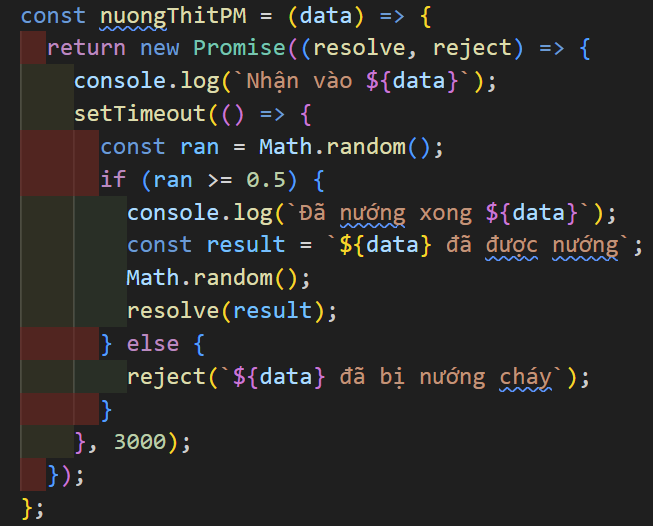 const nuongThitPM = (data) => {
  return new Promise((resolve, reject) => {
    console.log(`Nhận vào ${data}`);
    setTimeout(() => {
      const ran = Math.random();
      if (ran >= 0.5) {
        console.log(`Đã nướng xong ${data}`);
        const result = `${data} đã được nướng`;
        Math.random();
        resolve(result);
      } else {
        reject(`${data} đã bị nướng cháy`);
      }
    }, 3000);
  });
};